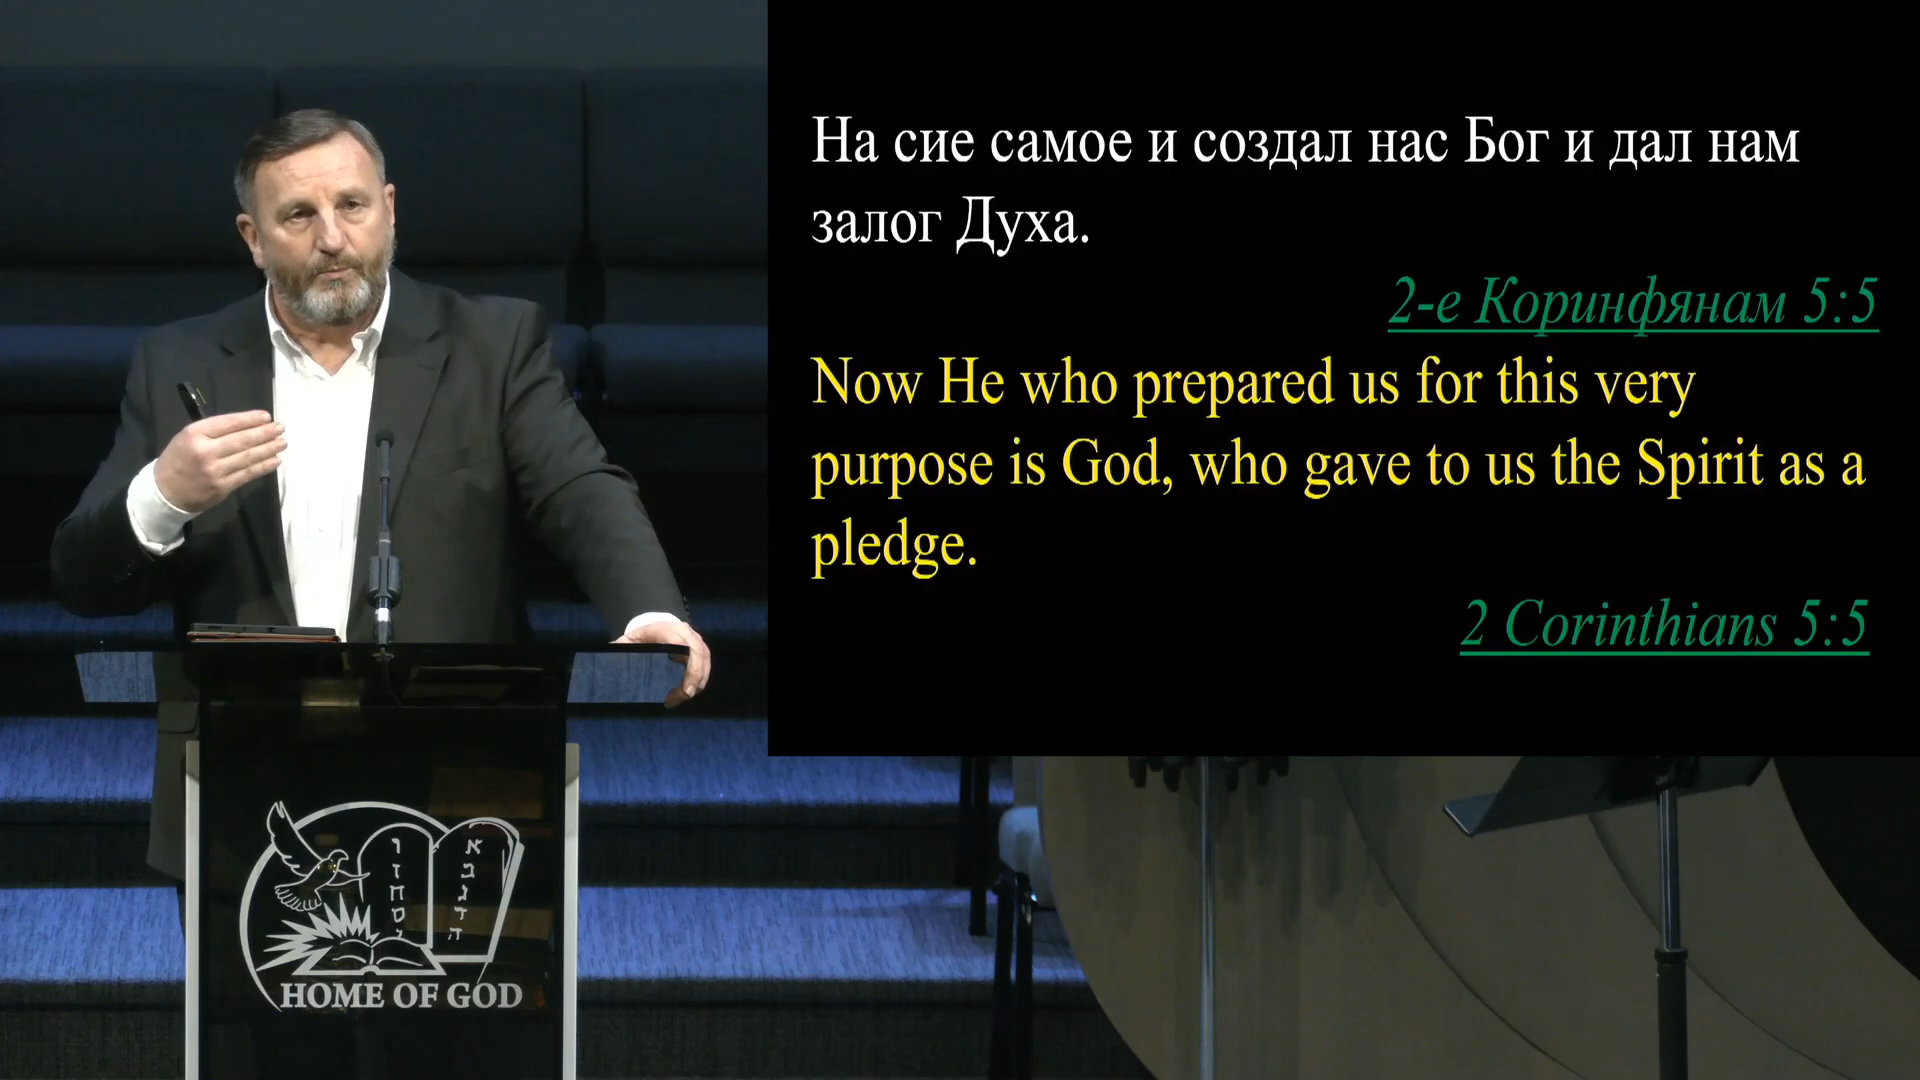 На сие самое и создал нас Бог и дал нам
залог Духа.
2-е Коринфянам 5:5
Now He who prepared us for this very
purpose is God, who gave to us the Spirit as a
pledge.
2 Corinthians 5:5
ו א
ז ב
ח ג
ט ד
י ה
HOME OF GOD